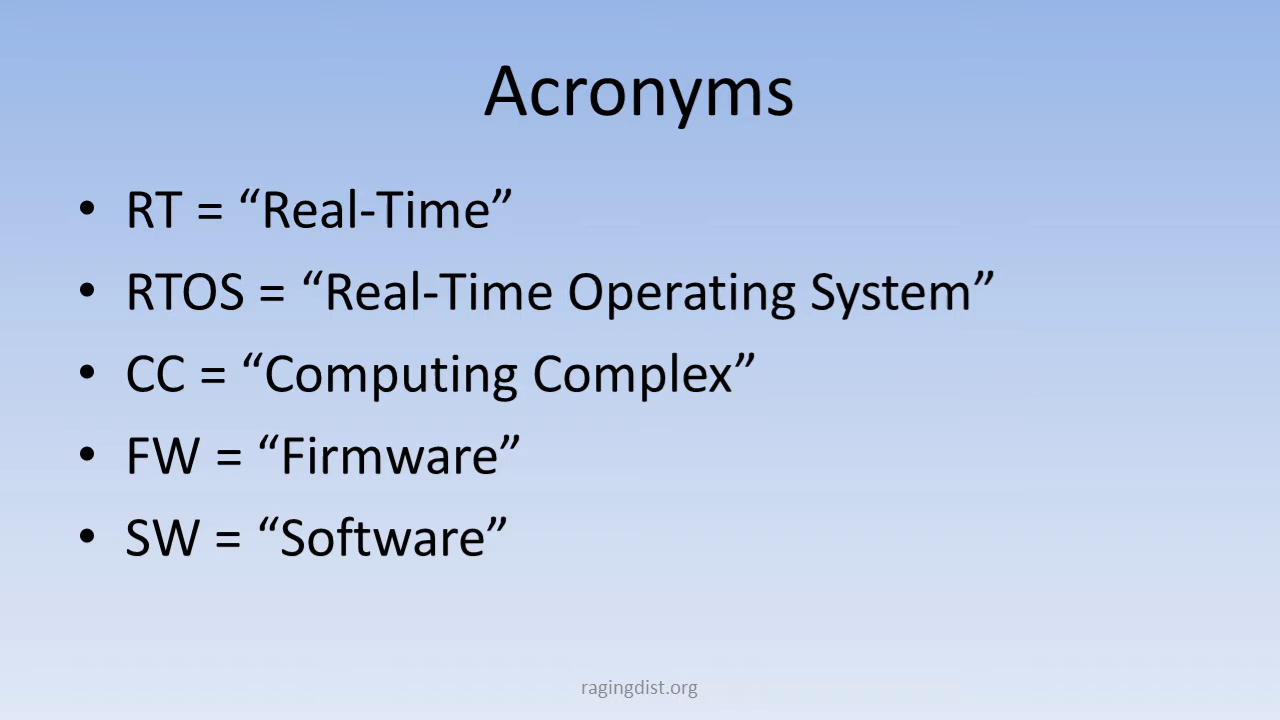 Acronyms
• RT = “Real-Time”
• RTOS = “Real-Time Operating System”
• CC = “Computing Complex”
• FW = “Firmware”
• SW = “Software”
ragingdist.org